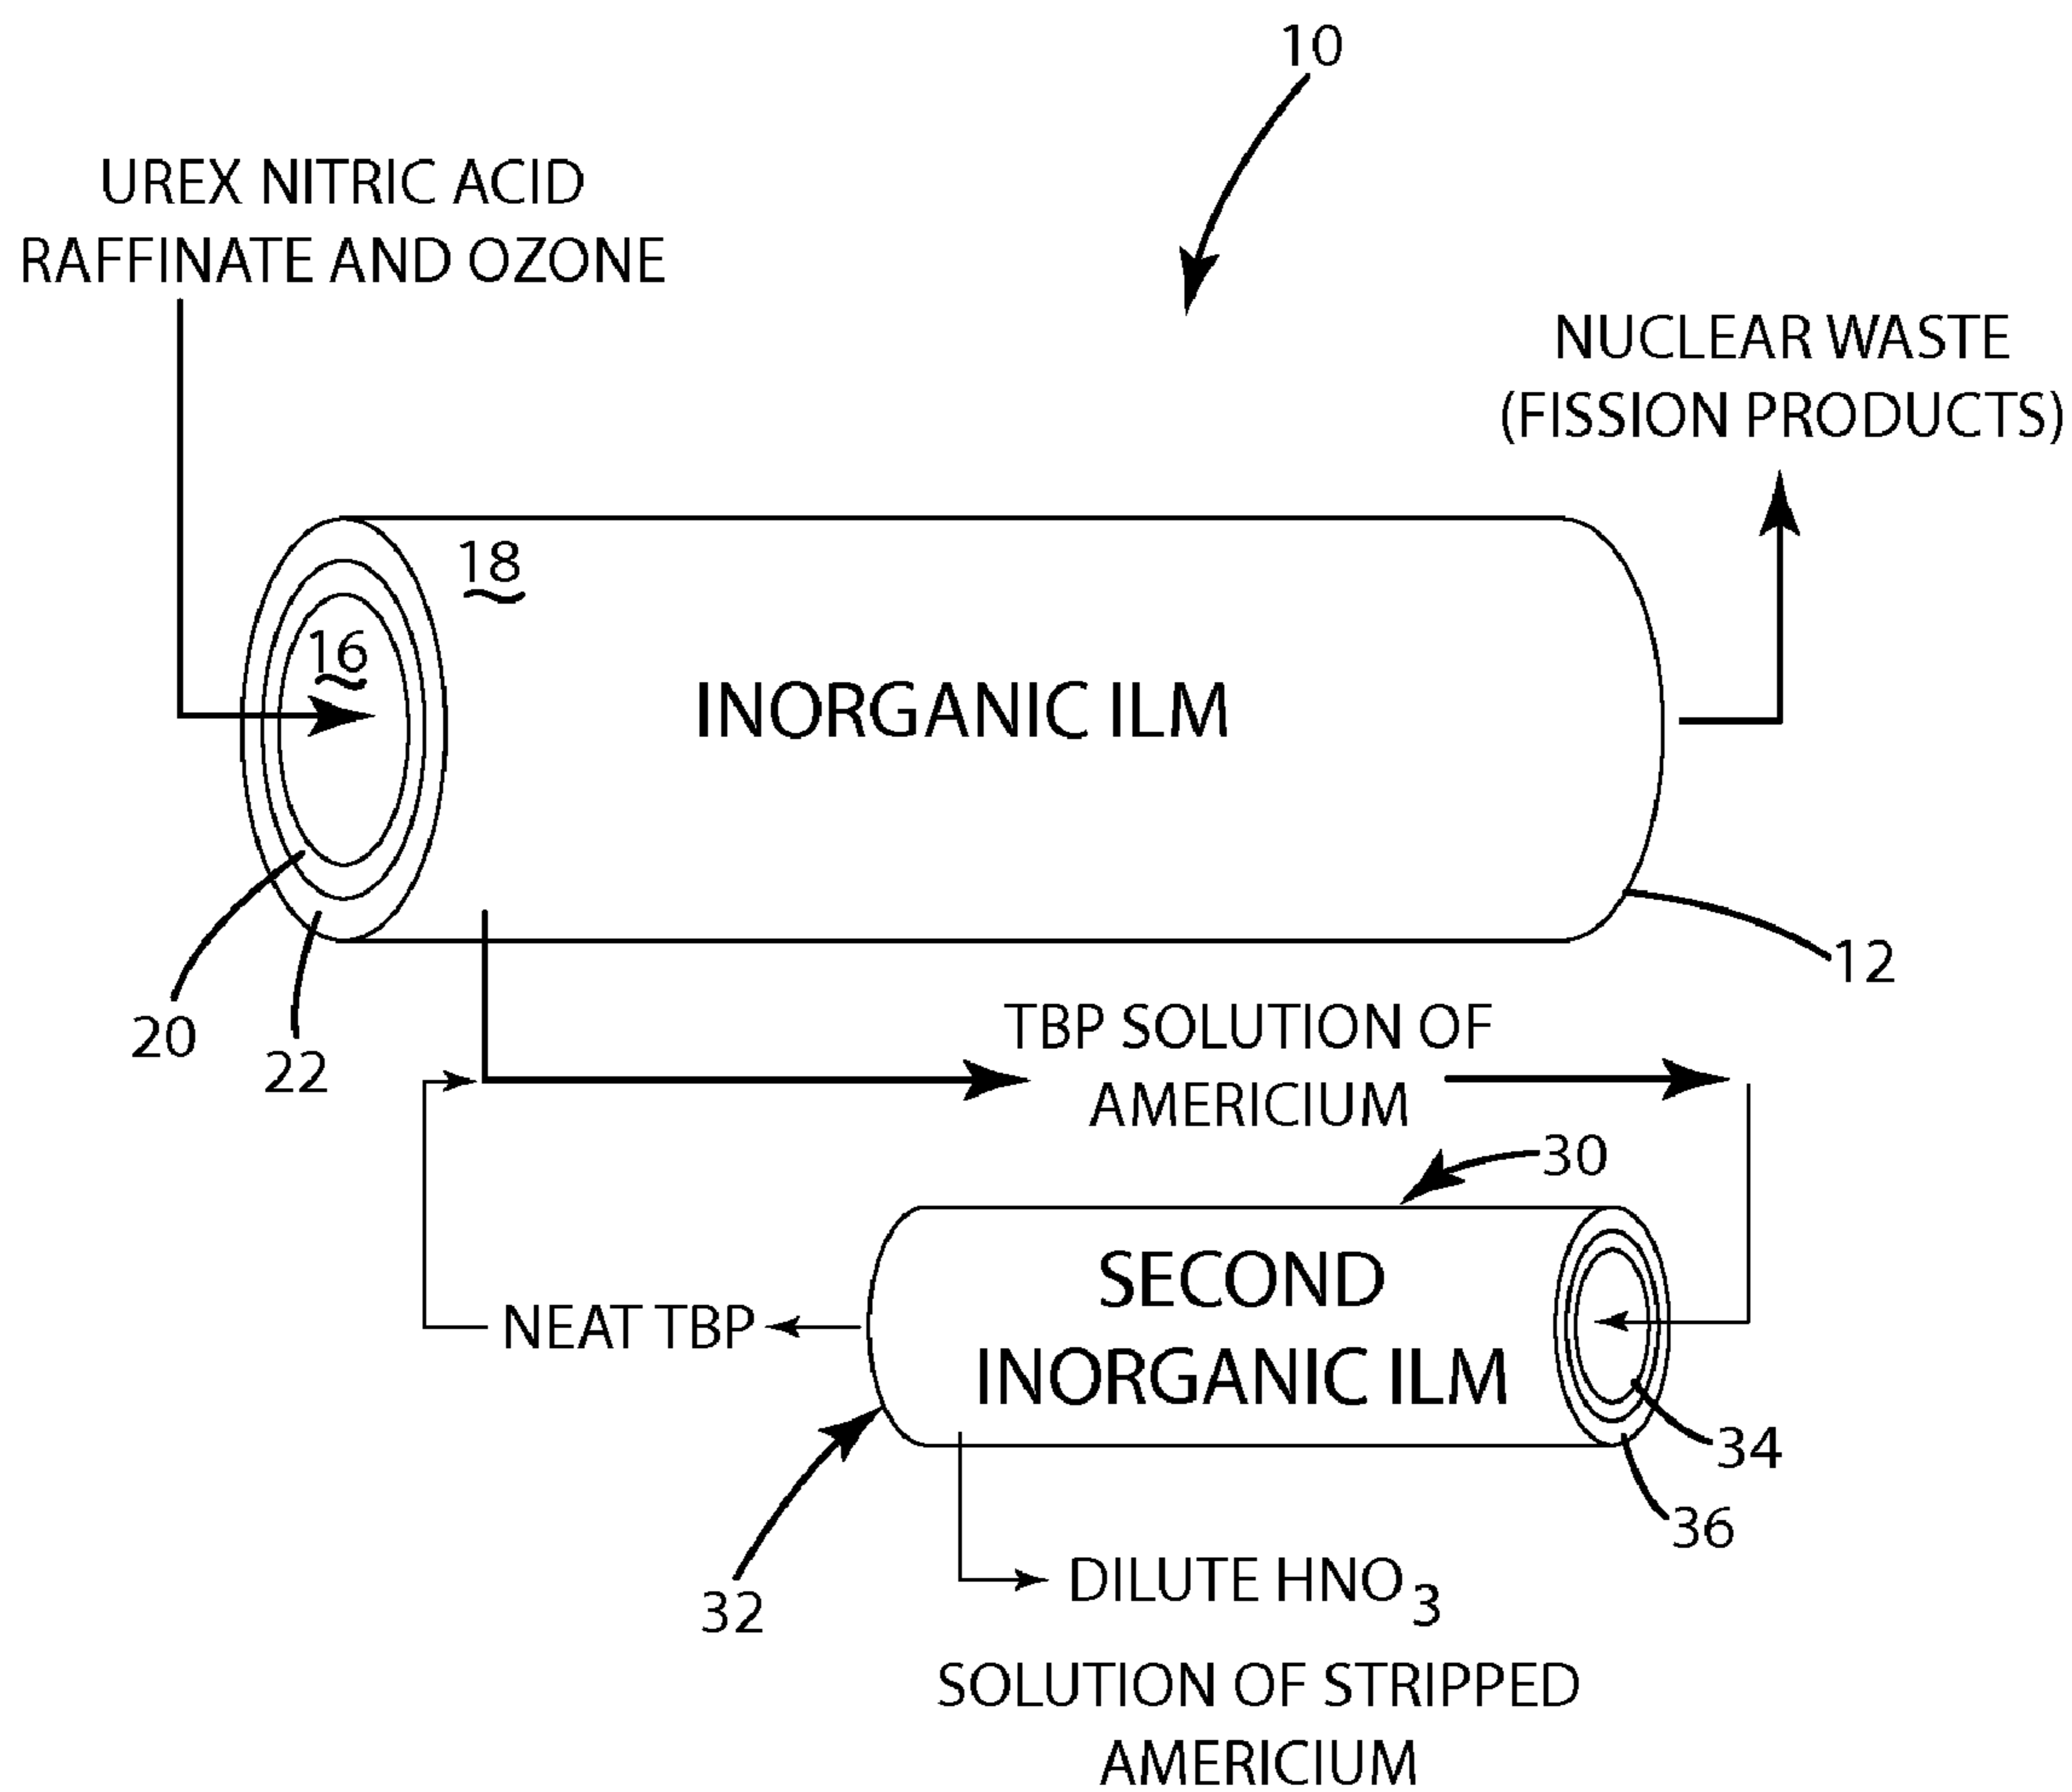 10
UREX NITRIC ACID
RAFFINATE AND OZONE
NUCLEAR WASTE
(FISSION PRODUCTS)
18
16
INORGANIC ILM
12
20
22
TBP SOLUTION OF
AMERICIUM
30
SECOND
INORGANIC ILM
NEAT TBP
34
36
32
DILUTE HNO3
SOLUTION OF STRIPPED
AMERICIUM